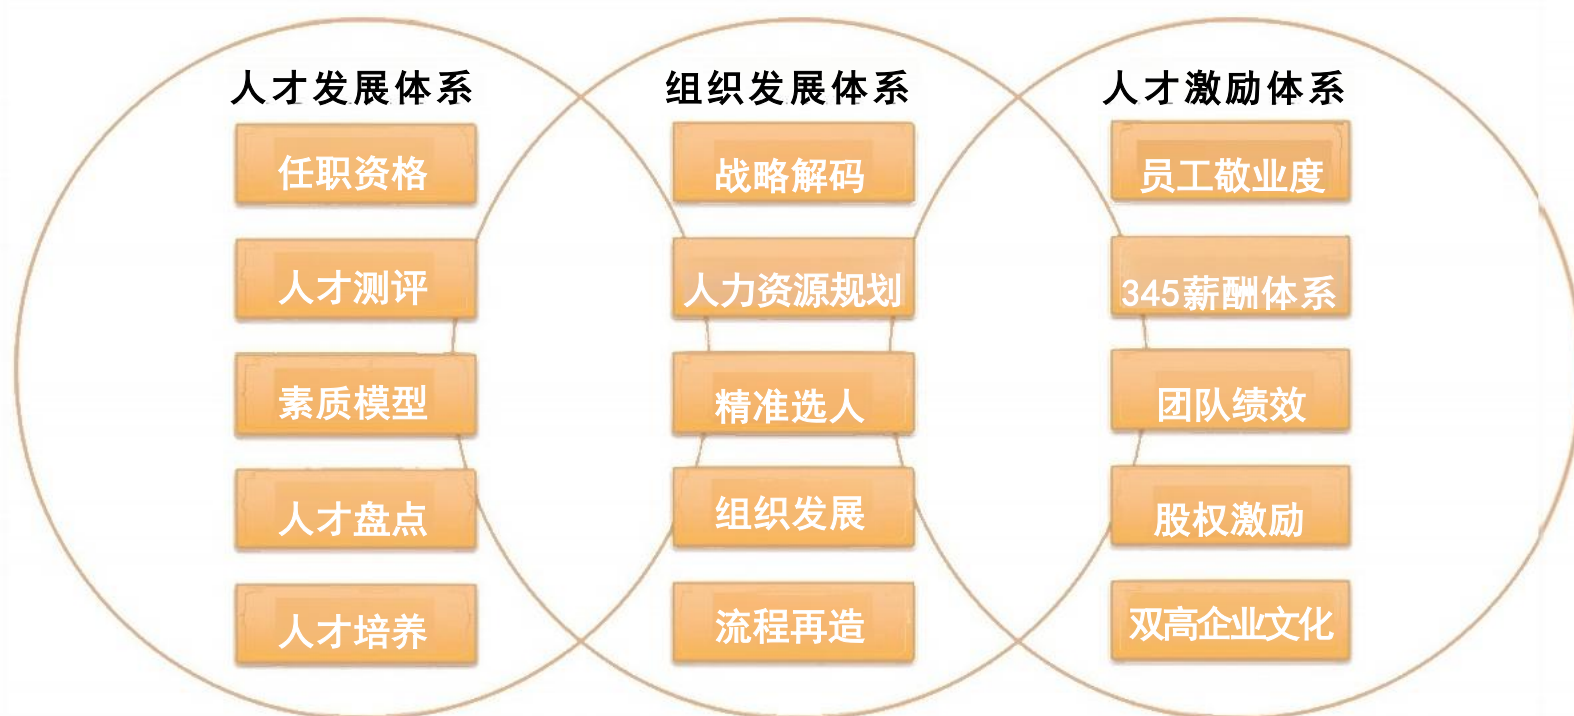 人才发展体系
任职资格
人才测评
素质模型
人才盘点
人才培养
组织发展体系
战略解码
人力资源规划
精准选人
组织发展
流程再造
人才激励体系
员工敬业度
345薪酬体系
团队绩效
股权激励
双高企业文化